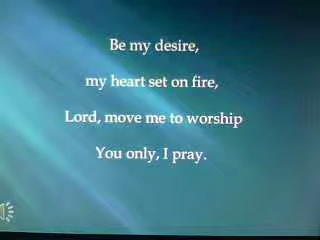 Be my desire,
my heart set on fire,
Lord, move me to worship
You only, I pray.